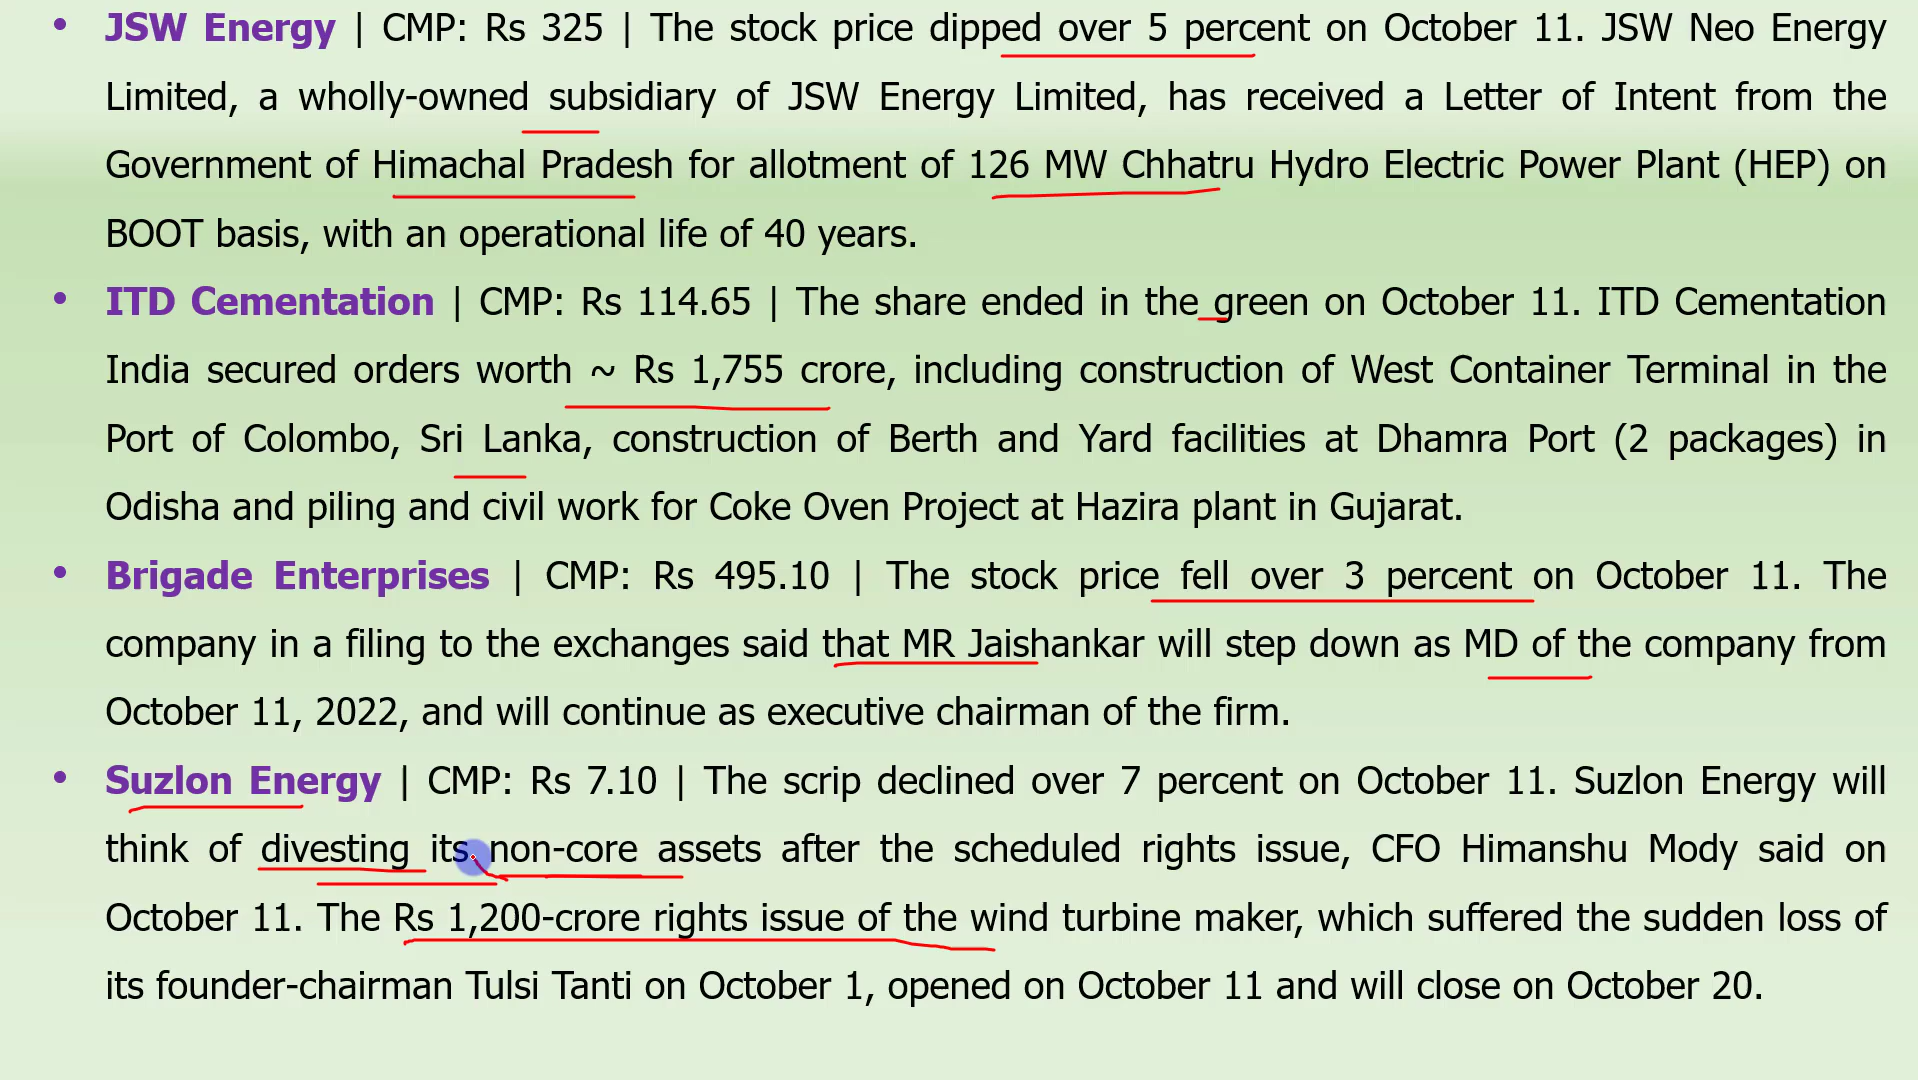 • JSW Energy | CMP: Rs 325 | The stock price dipped over 5 percent on October 11. JSW Neo Energy
Limited, a wholly-owned subsidiary of JSW Energy Limited, has received a Letter of Intent from the
Government of Himachal Pradesh for allotment of 126 MW Chhatru Hydro Electric Power Plant (HEP) on
BOOT basis, with an operational life of 40 years.
• ITD Cementation | CMP: Rs 114.65 | The share ended in the green on October 11. ITD Cementation
India secured orders worth ~ Rs 1,755 crore, including construction of West Container Terminal in the
Port of Colombo, Sri Lanka, construction of Berth and Yard facilities at Dhamra Port (2 packages) in
Odisha and piling and civil work for Coke Oven Project at Hazira plant in Gujarat.
• Brigade Enterprises | CMP: Rs 495.10 | The stock price fell over 3 percent on October 11. The
company in a filing to the exchanges said that MR Jaishankar will step down as MD of the company from
October 11, 2022, and will continue as executive chairman of the firm.
• Suzlon Energy | CMP: Rs 7.10 | The scrip declined over 7 percent on October 11. Suzlon Energy will
think of divesting its non-core assets after the scheduled rights issue, CFO Himanshu Mody said on
October 11. The Rs 1,200-crore rights issue of the wind turbine maker, which suffered the sudden loss of
its founder-chairman Tulsi Tanti on October 1, opened on October 11 and will close on October 20.